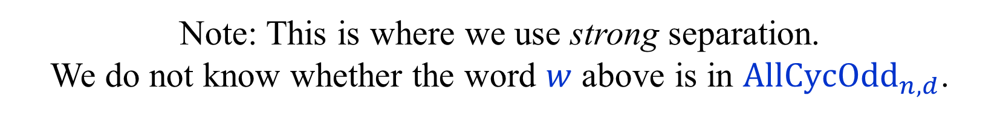 Note: This is where we use strong separation.
We do not know whether the word w above is in AllCycOdd_{n,d}.